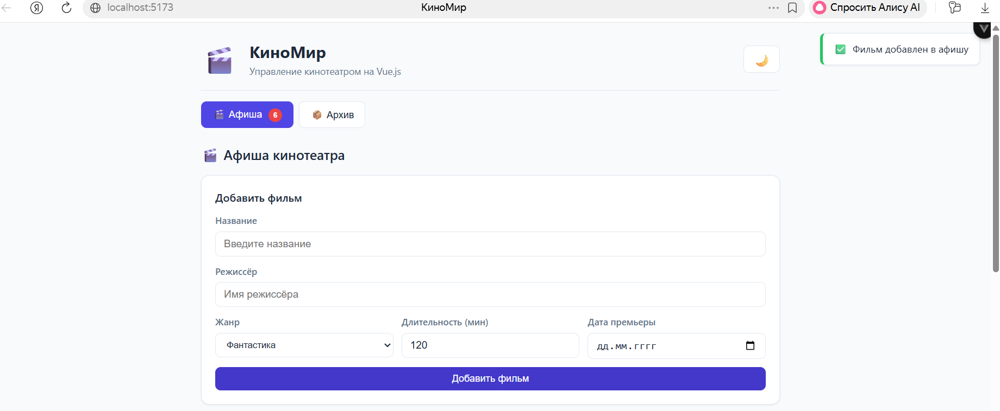 localhost:5173
КиноМир
Спросить Алису AI
КиноМир
Управление кинотеатром на Vue.js
Фильм добавлен в афишу
Афиша 6
Архив
Афиша кинотеатра
Добавить фильм
Название
Введите название
Режиссёр
Имя режиссёра
Жанр
Длительность (мин)
Дата премьеры
Фантастика
120
дд.мм.гггг
Добавить фильм